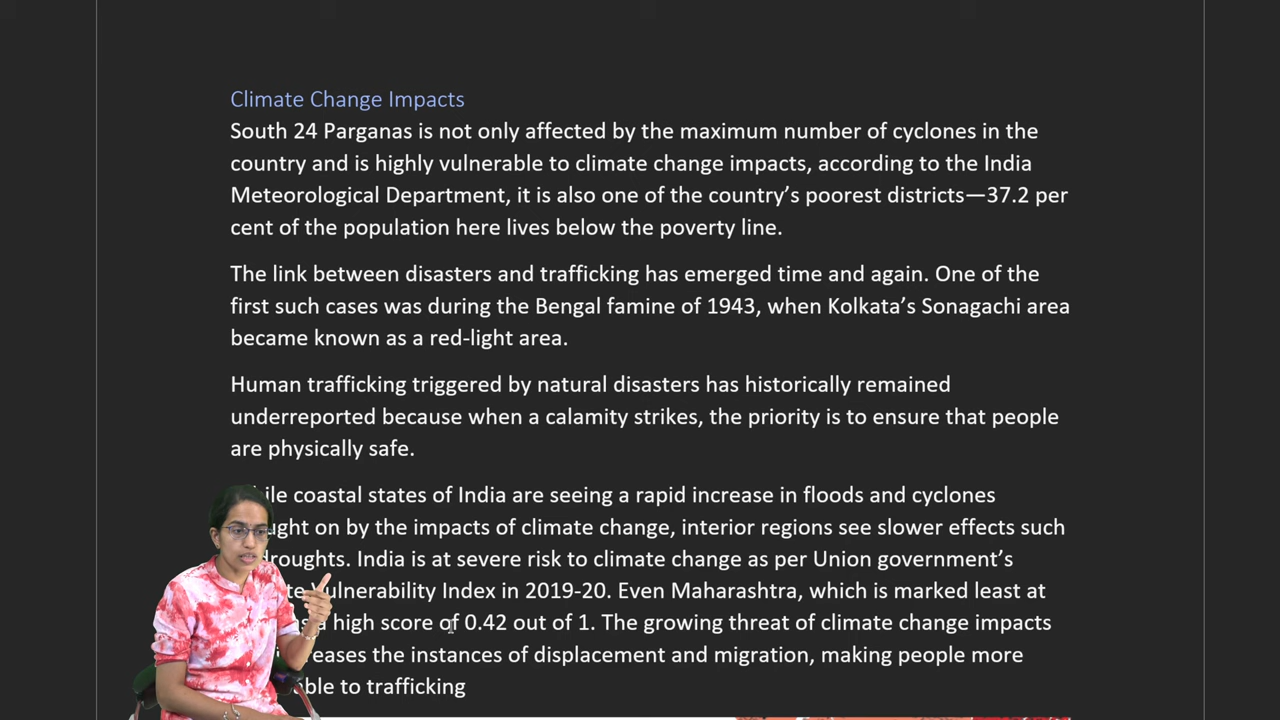 Climate Change Impacts
South 24 Parganas is not only affected by the maximum number of cyclones in the
country and is highly vulnerable to climate change impacts, according to the India
Meteorological Department, it is also one of the country's poorest districts—37.2 per
cent of the population here lives below the poverty line.
The link between disasters and trafficking has emerged time and again. One of the
first such cases was during the Bengal famine of 1943, when Kolkata's Sonagachi area
became known as a red-light area.
Human trafficking triggered by natural disasters has historically remained
underreported because when a calamity strikes, the priority is to ensure that people
are physically safe.
coastal states of India are seeing a rapid increase in floods and cyclones
on by the impacts of climate change, interior regions see slower effects such
droughts. India is at severe risk to climate change as per Union government's
Vulnerability Index in 2019-20. Even Maharashtra, which is marked least at
a high score of 0.42 out of 1. The growing threat of climate change impacts
the instances of displacement and migration, making people more
to trafficking